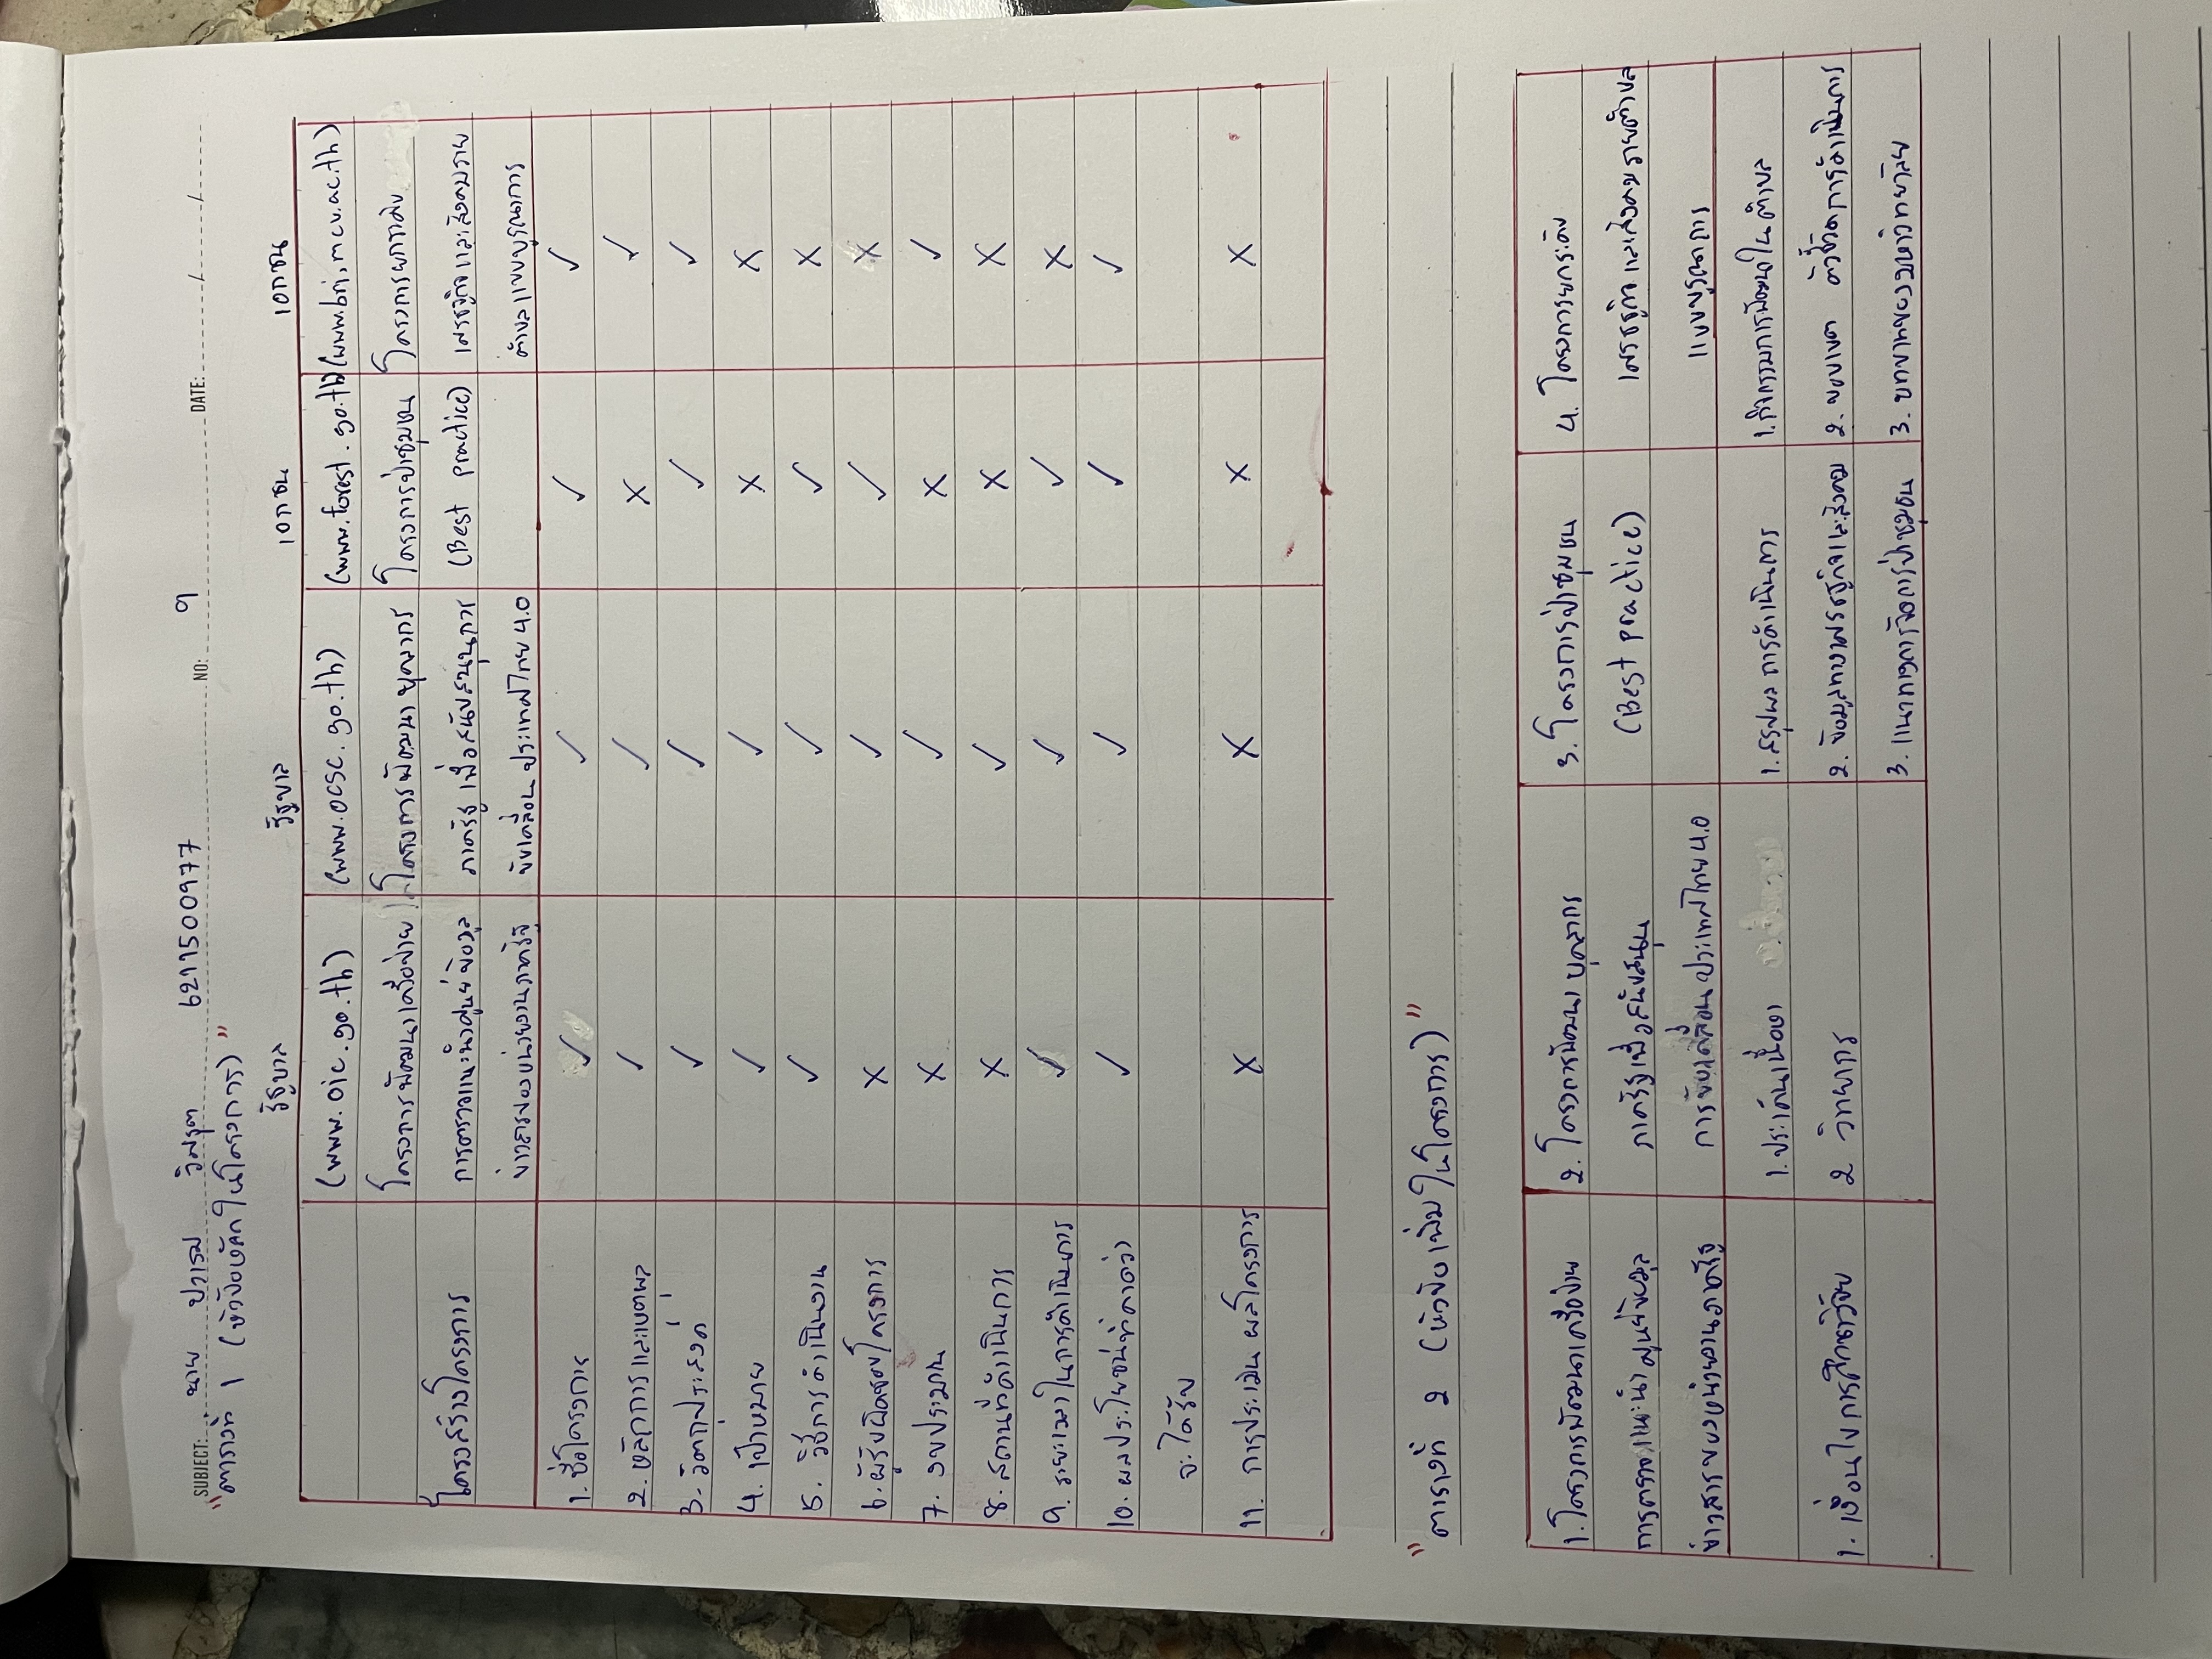 SUBJECT: นาย ปวเรศ 6211500977 NO: 9 DATE: / /
"ตารางที่ 1 (หัวข้อหลักในโครงการ)"
รัฐบาล รัฐบาล เอกชน เอกชน
(www.oic.go.th) (www.ocsc.go.th) (www.forest.go.th) (www.bri.mcu.ac.th)
โครงการพัฒนาเครือข่าย โครงการพัฒนาบุคลากร โครงการป่าชุมชน โครงการยกระดับ
โครงสร้างโครงการ การตรวจแนะนำศูนย์ข้อมูล ภาครัฐเพื่อสนับสนุนการ (Best practice) เศรษฐกิจและสังคมราย
ข่าวสารของหน่วยงานภาครัฐ ขับเคลื่อนประเทศไทย 4.0 ตำบลแบบบูรณาการ
1. ชื่อโครงการ ✓ ✓ ✓ ✓
2. หลักการและเหตุผล ✓ ✓ X ✓
3. วัตถุประสงค์ ✓ ✓ ✓ ✓
4. เป้าหมาย ✓ ✓ X X
5. วิธีการดำเนินงาน ✓ ✓ ✓ X
6. ผู้รับผิดชอบโครงการ X ✓ ✓ X
7. งบประมาณ X ✓ X ✓
8. สถานที่ดำเนินการ X ✓ X X
9. ระยะเวลาในการดำเนินการ ✓ ✓ ✓ X
10. ผลประโยชน์ที่คาดว่า ✓ ✓ ✓ ✓
จะได้รับ
11. การประเมินผลโครงการ X X X X
"ตารางที่ 2 (หัวข้อเพิ่มในโครงการ)"
1. โครงการพัฒนาเครือข่าย 2. โครงการพัฒนาบุคลากร 3. โครงการป่าชุมชน 4. โครงการยกระดับ
การตรวจแนะนำศูนย์ข้อมูล ภาครัฐเพื่อสนับสนุน (Best practice) เศรษฐกิจและสังคมรายตำบล
ข่าวสารของหน่วยงานภาครัฐ การขับเคลื่อนประเทศไทย 4.0 แบบบูรณาการ
1. ประเด็นเนื้อหา 1. สรุปผลการดำเนินการ 1. กิจกรรมการพัฒนาในตำบล
1. เงื่อนไขการศึกษาวิจัย 2 วิทยากร 2. ข้อมูลทางเศรษฐกิจและสังคม 2. ขอบเขต ตัวชี้วัดการดำเนินการ
3. แนวทางการจัดการป่าชุมชน 3. บทบาทของมหาวิทยาลัย